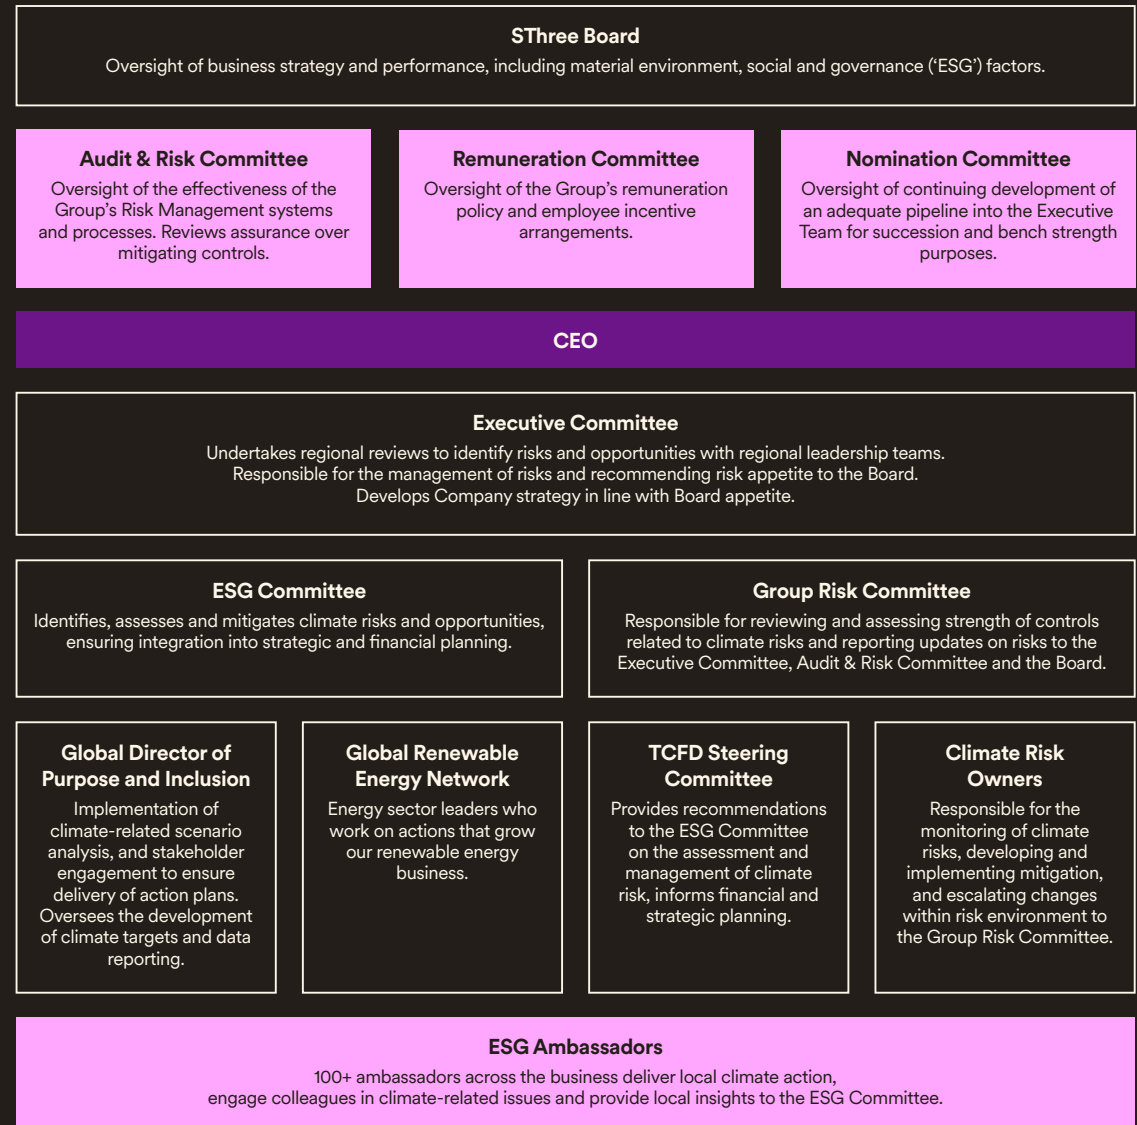 SThree Board
Oversight of business strategy and performance, including material environment, social and governance (‘ESG’) factors.
Audit & Risk Committee
Oversight of the effectiveness of the
Group’s Risk Management systems
and processes. Reviews assurance over
mitigating controls.
Remuneration Committee
Oversight of the Group’s remuneration
policy and employee incentive
arrangements.
Nomination Committee
Oversight of continuing development of
an adequate pipeline into the Executive
Team for succession and bench strength
purposes.
CEO
Executive Committee
Undertakes regional reviews to identify risks and opportunities with regional leadership teams.
Responsible for the management of risks and recommending risk appetite to the Board.
Develops Company strategy in line with Board appetite.
ESG Committee
Identifies, assesses and mitigates climate risks and opportunities,
ensuring integration into strategic and financial planning.
Group Risk Committee
Responsible for reviewing and assessing strength of controls
related to climate risks and reporting updates on risks to the
Executive Committee, Audit & Risk Committee and the Board.
Global Director of
Purpose and Inclusion
Implementation of
climate-related scenario
analysis, and stakeholder
engagement to ensure
delivery of action plans.
Oversees the development
of climate targets and data
reporting.
Global Renewable
Energy Network
Energy sector leaders who
work on actions that grow
our renewable energy
business.
TCFD Steering
Committee
Provides recommendations
to the ESG Committee
on the assessment and
management of climate
risk, informs financial and
strategic planning.
Climate Risk
Owners
Responsible for the
monitoring of climate
risks, developing and
implementing mitigation,
and escalating changes
within risk environment to
the Group Risk Committee.
ESG Ambassadors
100+ ambassadors across the business deliver local climate action,
engage colleagues in climate-related issues and provide local insights to the ESG Committee.